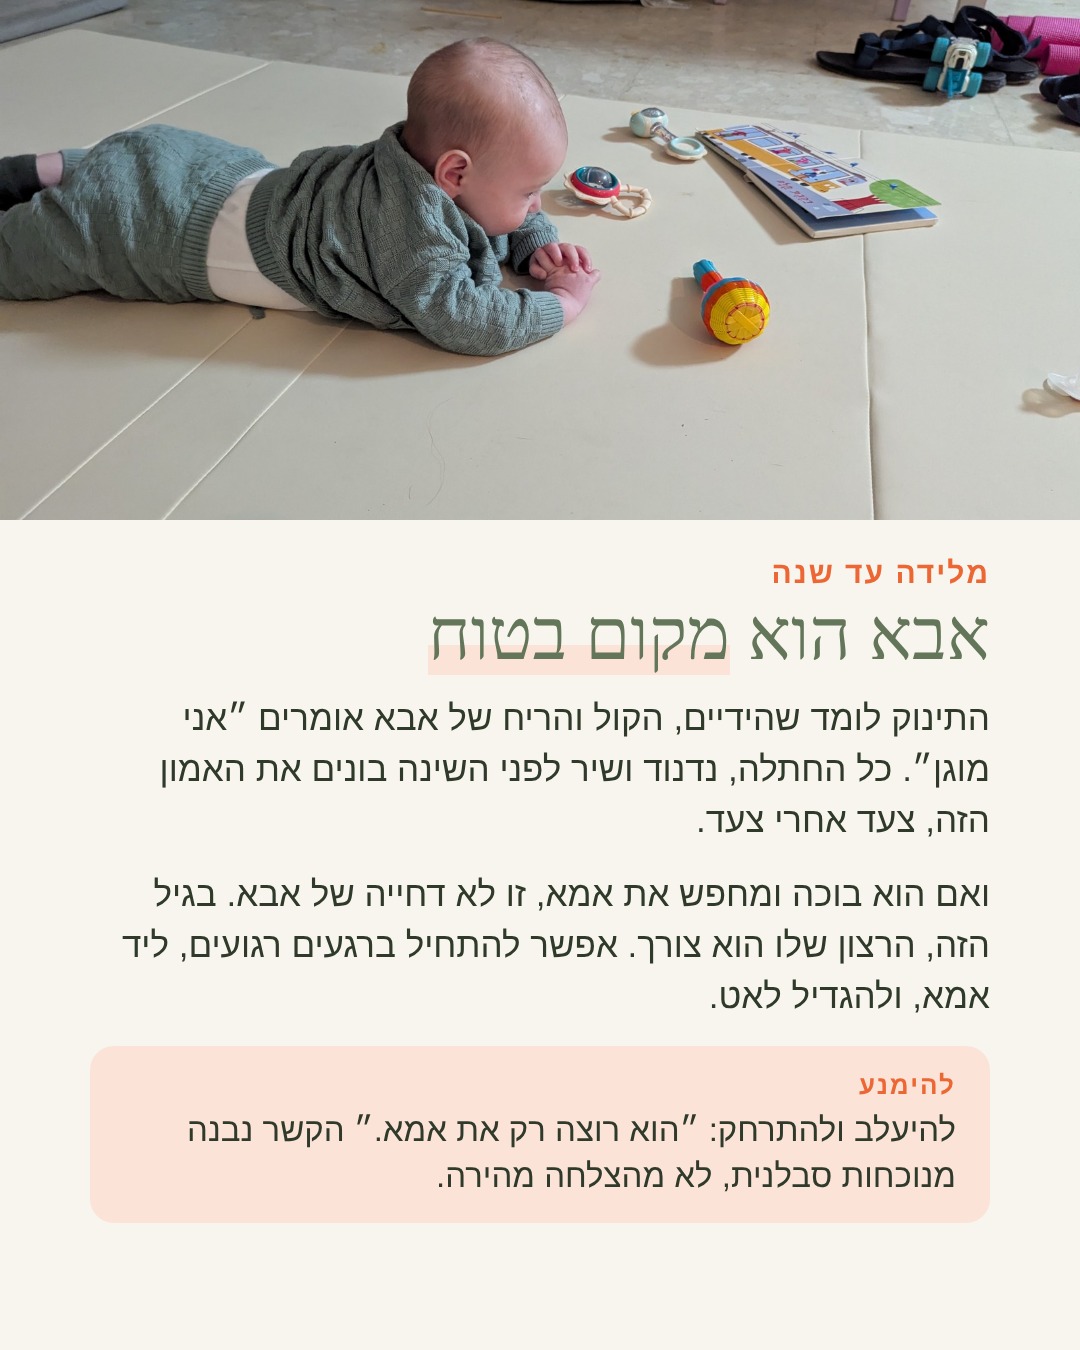 מלידה עד שנה
אבא הוא מקום בטוח
התינוק לומד שהידיים, הקול והריח של אבא אומרים ״אני
מוגן״. כל החתלה, נדנוד ושיר לפני השינה בונים את האמון
הזה, צעד אחרי צעד.
ואם הוא בוכה ומחפש את אמא, זו לא דחייה של אבא. בגיל
הזה, הרצון שלו הוא צורך. אפשר להתחיל ברגעים רגועים, ליד
אמא, ולהגדיל לאט.
להימנע
להיעלב ולהתרחק: ״הוא רוצה רק את אמא.״ הקשר נבנה
מנוכחות סבלנית, לא מהצלחה מהירה.